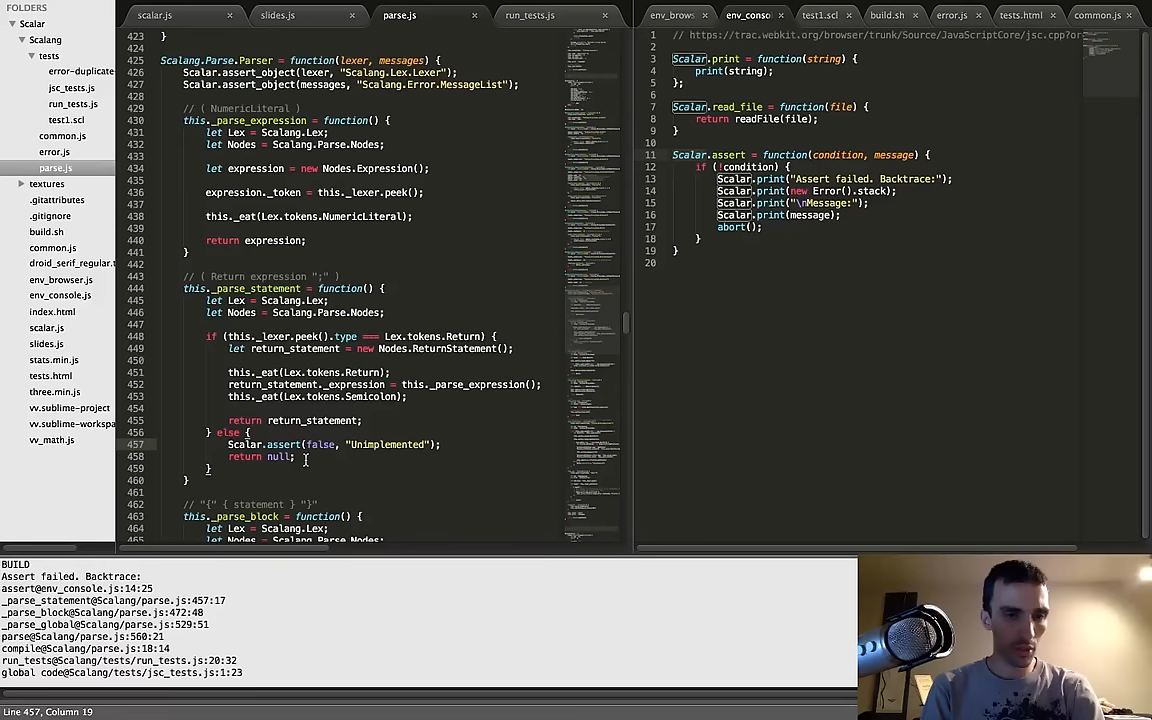 FOLDERS
Scalar
Scalang
tests
error-duplicate
jsc_tests.js
run_tests.js
test1.scl
common.js
error.js
parse.js
textures
.gitattributes
.gitignore
build.sh
common.js
droid_serif_regular.t
env_browser.js
env_console.js
index.html
scalar.js
slides.js
stats.min.js
tests.html
three.min.js
vv.sublime-project
vv.sublime-workspa
vv_math.js
scalar.js
slides.js
parse.js
run_tests.js
423 }
424
425 Scalang.Parse.Parser = function(lexer, messages) {
426 Scalar.assert_object(lexer, "Scalang.Lex.Lexer");
427 Scalar.assert_object(messages, "Scalang.Error.MessageList");
428
429 // ( NumericLiteral )
430 this._parse_expression = function() {
431 let Lex = Scalang.Lex;
432 let Nodes = Scalang.Parse.Nodes;
433
434 let expression = new Nodes.Expression();
435
436 expression._token = this._lexer.peek();
437
438 this._eat(Lex.tokens.NumericLiteral);
439
440 return expression;
441 }
442
443 // ( Return expression ";" )
444 this._parse_statement = function() {
445 let Lex = Scalang.Lex;
446 let Nodes = Scalang.Parse.Nodes;
447
448 if (this._lexer.peek().type === Lex.tokens.Return) {
449 let return_statement = new Nodes.ReturnStatement();
450
451 this._eat(Lex.tokens.Return);
452 return_statement._expression = this._parse_expression();
453 this._eat(Lex.tokens.Semicolon);
454
455 return return_statement;
456 } else {
457 Scalar.assert(false, "Unimplemented");
458 return null;
459 }
460 }
461
462 // "{" { statement } "}"
463 this._parse_block = function() {
464 let Lex = Scalang.Lex;
465 let Nodes = Scalang.Parse.Nodes;
env_brows
env_conso
test1.scl
build.sh
error.js
tests.html
common.js
1 // https://trac.webkit.org/browser/trunk/Source/JavaScriptCore/jsc.cpp?or
2
3 Scalar.print = function(string) {
4 print(string);
5 };
6
7 Scalar.read_file = function(file) {
8 return readFile(file);
9 }
10
11 Scalar.assert = function(condition, message) {
12 if (!condition) {
13 Scalar.print("Assert failed. Backtrace:");
14 Scalar.print(new Error().stack);
15 Scalar.print("\nMessage:");
16 Scalar.print(message);
17 abort();
18 }
19 }
20
BUILD
Assert failed. Backtrace:
assert@env_console.js:14:25
_parse_statement@Scalang/parse.js:457:17
_parse_block@Scalang/parse.js:472:48
_parse_global@Scalang/parse.js:529:51
parse@Scalang/parse.js:560:21
compile@Scalang/parse.js:18:14
run_tests@Scalang/tests/run_tests.js:20:32
global code@Scalang/tests/jsc_tests.js:1:23
Line 457, Column 19